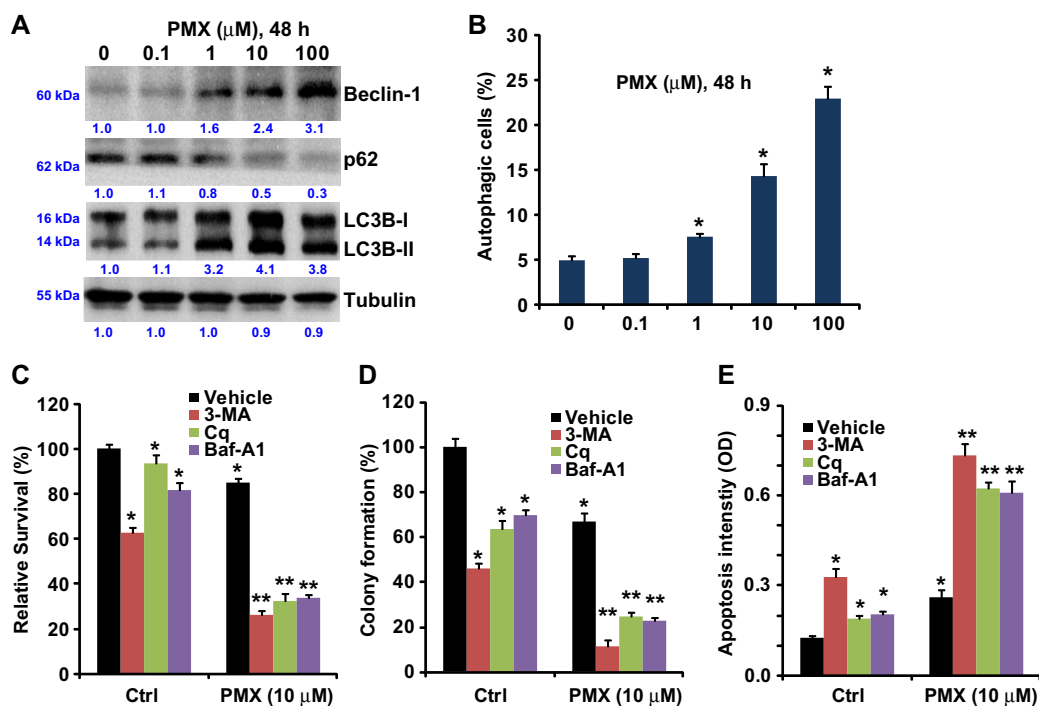 A
PMX (μM), 48 h
0 0.1 1 10 100
60 kDa Beclin-1
1.0 1.0 1.6 2.4 3.1
62 kDa p62
1.0 1.1 0.8 0.5 0.3
16 kDa LC3B-I
14 kDa LC3B-II
1.0 1.1 3.2 4.1 3.8
55 kDa Tubulin
1.0 1.0 1.0 0.9 0.9
B
Autophagic cells (%)
30
25
20
15
10
5
0
PMX (μM), 48 h
* * *
0 0.1 1 10 100
C
Relative Survival (%)
120
100
80
60
40
20
0
Vehicle
3-MA
Cq
Baf-A1
* * * * ** ** **
Ctrl PMX (10 μM)
D
Colony formation (%)
120
100
80
60
40
20
0
Vehicle
3-MA
Cq
Baf-A1
* * * * ** ** **
Ctrl PMX (10 μM)
E
Apoptosis intenstiy (OD)
0.9
0.6
0.3
0.0
Vehicle
3-MA
Cq
Baf-A1
* * * * ** ** **
Ctrl PMX (10 μM)